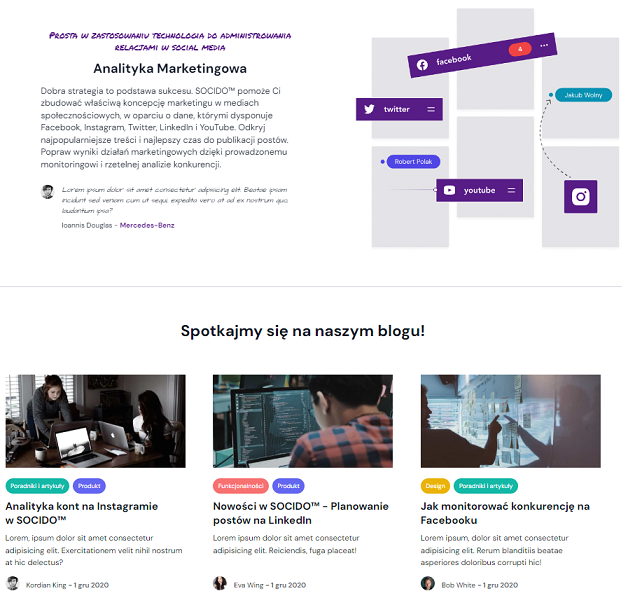 Prosta w zastosowaniu technologia do administrowania
relacjami w social media
Analityka Marketingowa
Dobra strategia to podstawa sukcesu. SOCIDO™ pomoże Ci
zbudować właściwą koncepcję marketingu w mediach
społecznościowych, w oparciu o dane, którymi dysponuje
Facebook, Instagram, Twitter, LinkedIn i YouTube. Odkryj
najpopularniejsze treści i najlepszy czas do publikacji postów.
Popraw wyniki działań marketingowych dzięki prowadzonemu
monitoringowi i rzetelnej analizie konkurencji.
Lorem ipsum dolor sit amet consectetur adipisicing elit. Beatae ipsam
incidunt sed veniam cum ut sequi expedita vero at ad ex nostrum quo,
laudantium ipsa?
Ioannis Douglas - Mercedes-Benz
facebook
4
twitter
Jakub Wolny
Robert Polak
youtube
Spotkajmy się na naszym blogu!
Poradniki i artykuły
Produkt
Analityka kont na Instagramie
w SOCIDO™
Lorem, ipsum dolor sit amet consectetur
adipisicing elit. Exercitationem velit nihil nostrum
at hic delectus?
Kordian King - 1 gru 2020
Funkcjonalności
Produkt
Nowości w SOCIDO™ - Planowanie
postów na LinkedIn
Lorem, ipsum dolor sit amet consectetur
adipisicing elit. Reiciendis, fuga placeat!
Eva Wing - 1 gru 2020
Design
Poradniki i artykuły
Jak monitorować konkurencję na
Facebooku
Lorem, ipsum dolor sit amet consectetur
adipisicing elit. Rerum blanditiis beatae
asperiores doloribus corrupti hic!
Bob White - 1 gru 2020